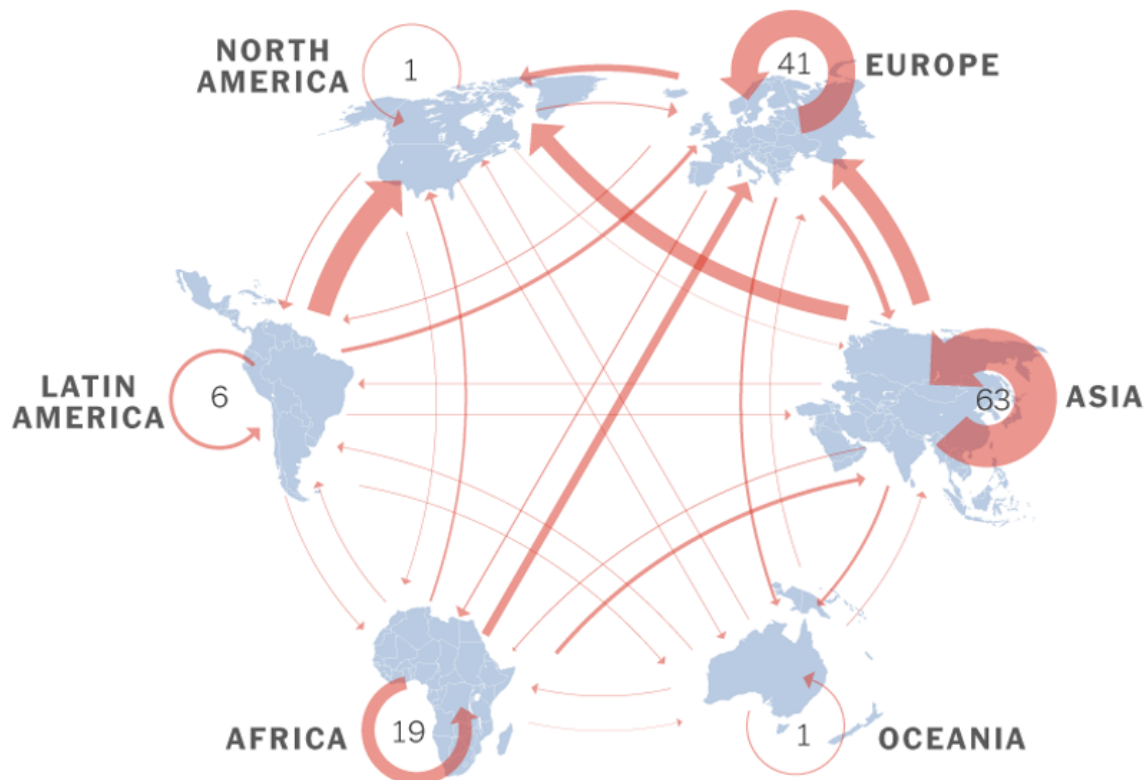 NORTH
AMERICA
1
41
EUROPE
LATIN
AMERICA
6
63
ASIA
AFRICA
19
1
OCEANIA